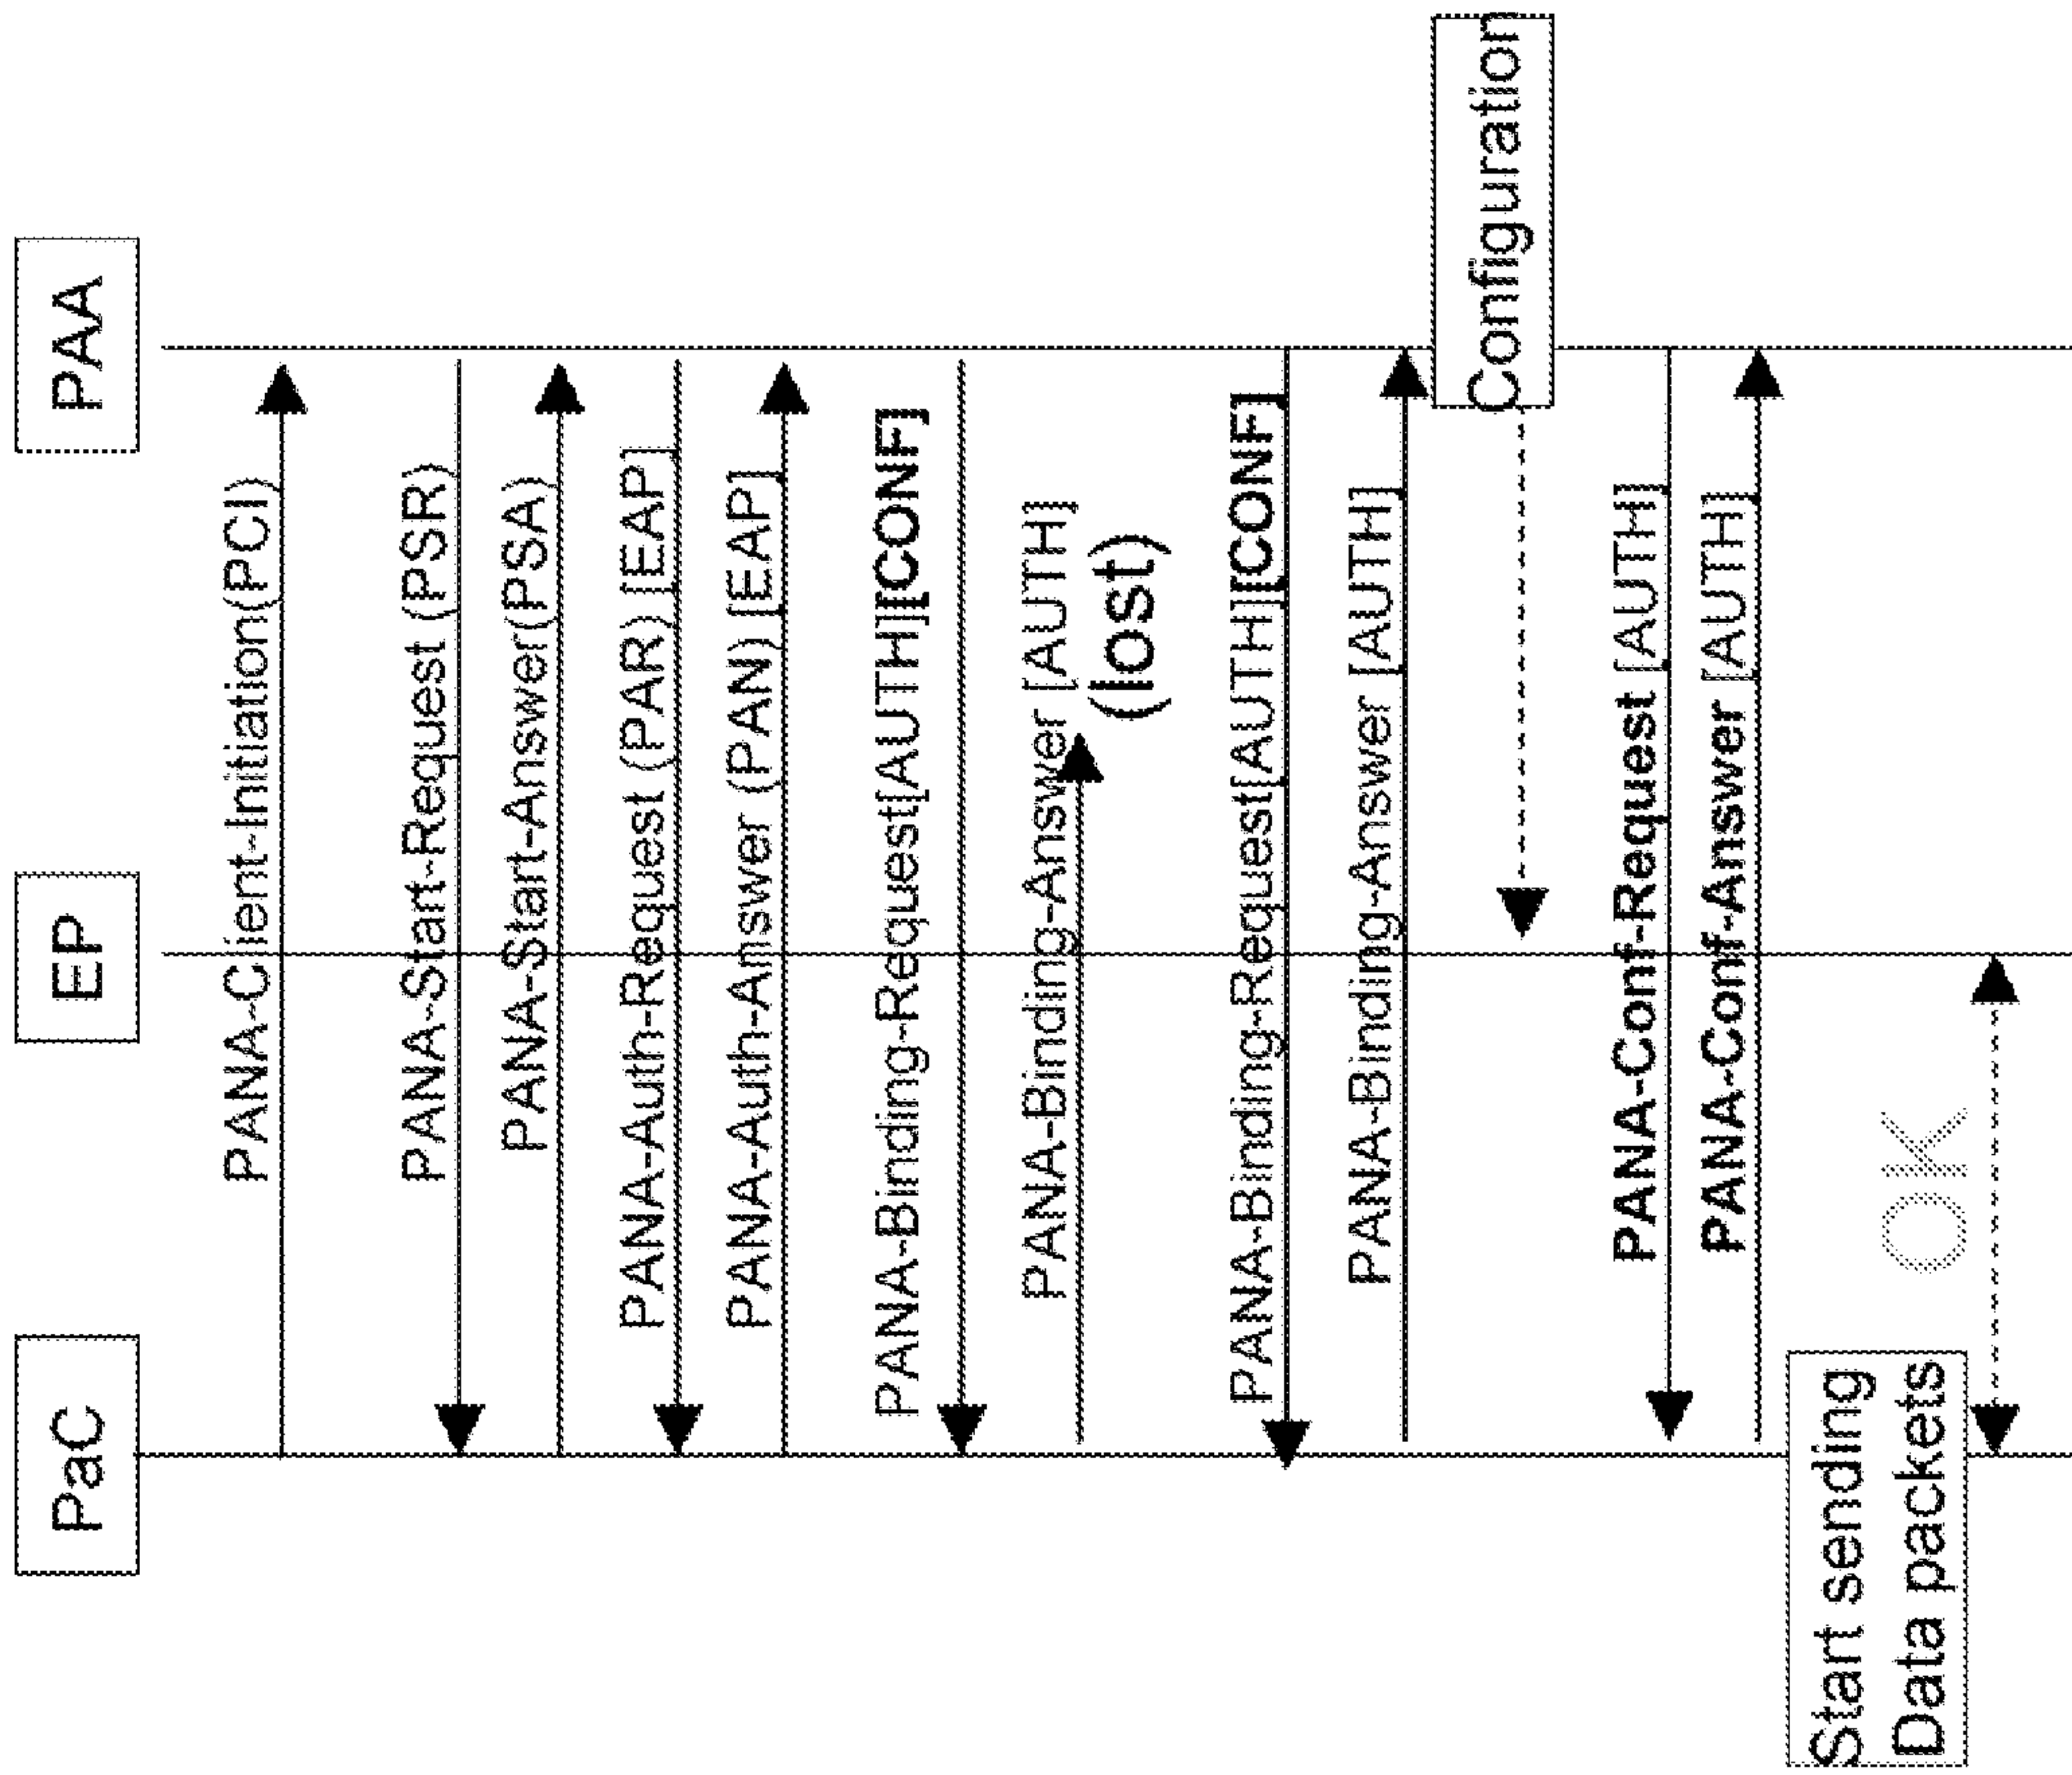 PaC
EP
PAA
PANA-Client-Initiation(PCI)
PANA-Start-Request (PSR)
PANA-Start-Answer(PSA)
PANA-Auth-Request (PAR) [EAP]
PANA-Auth-Answer (PAN) [EAP]
PANA-Binding-Request[AUTH][CONF]
PANA-Binding-Answer [AUTH]
(lost)
PANA-Binding-Request[AUTH][CONF]
PANA-Binding-Answer [AUTH]
Configuration
PANA-Conf-Request [AUTH]
PANA-Conf-Answer [AUTH]
Start sending
Data packets
OK